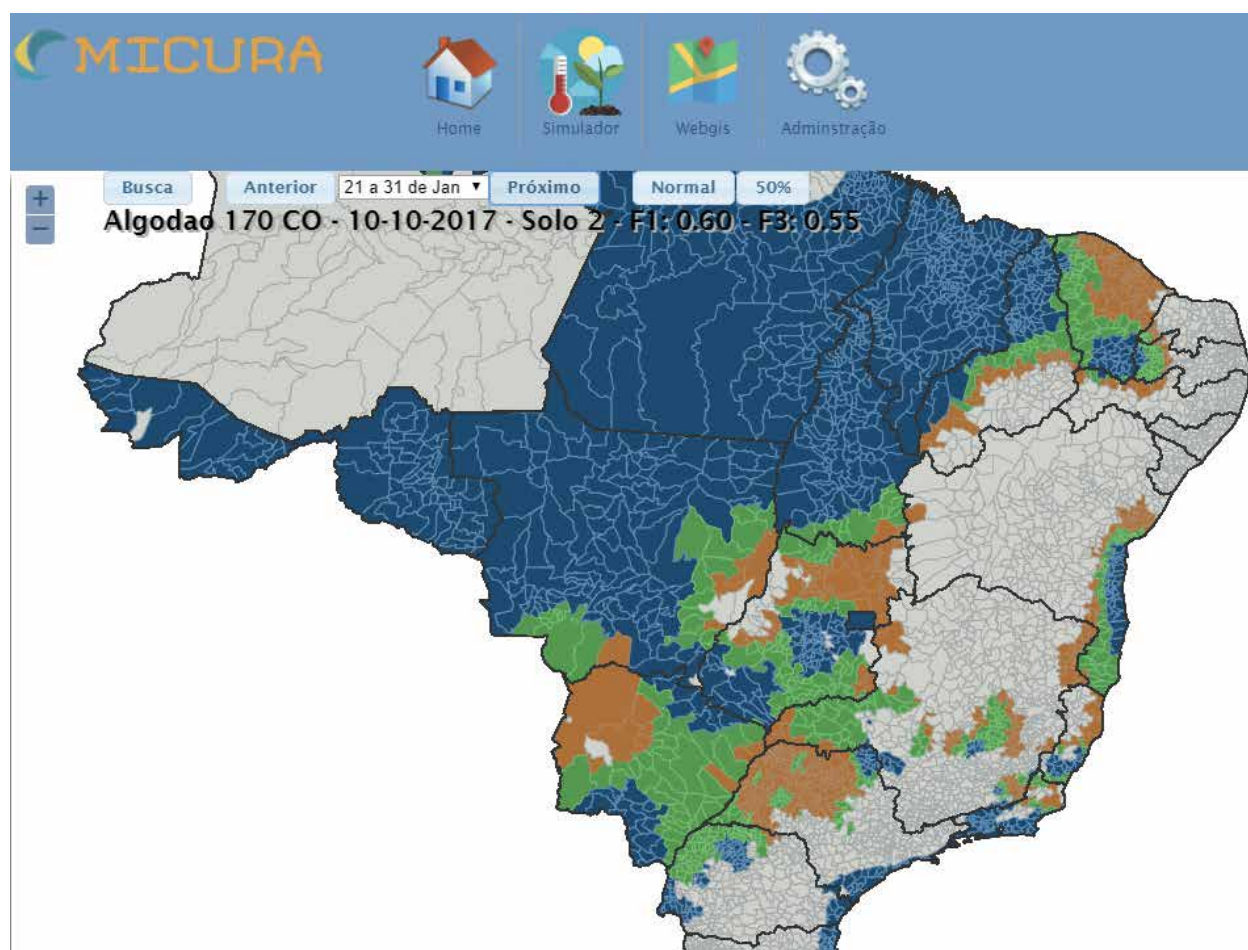 MICURA
Home Simulador Webgis Adminstração
+ Busca Anterior 21 a 31 de Jan ▼ Próximo Normal 50%
− Algodao 170 CO - 10-10-2017 - Solo 2 - F1: 0.60 - F3: 0.55